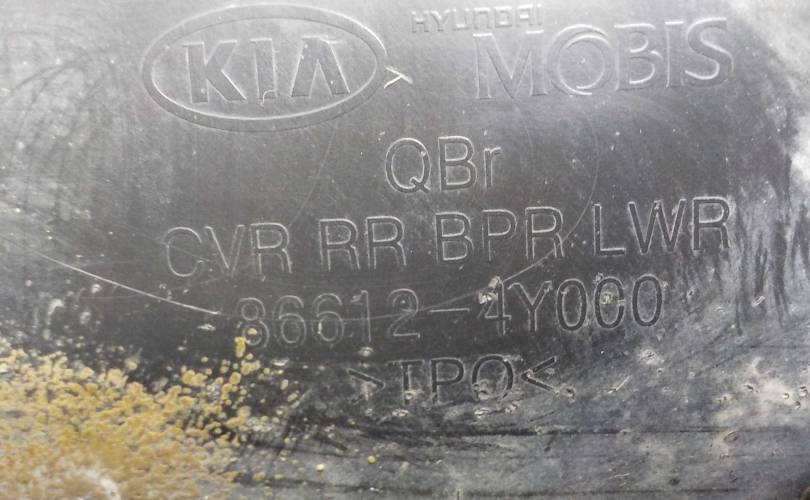 KIA HYUNDAI MOBIS
QBr
CVR RR BPR LWR
86612-4Y000
>TPO<